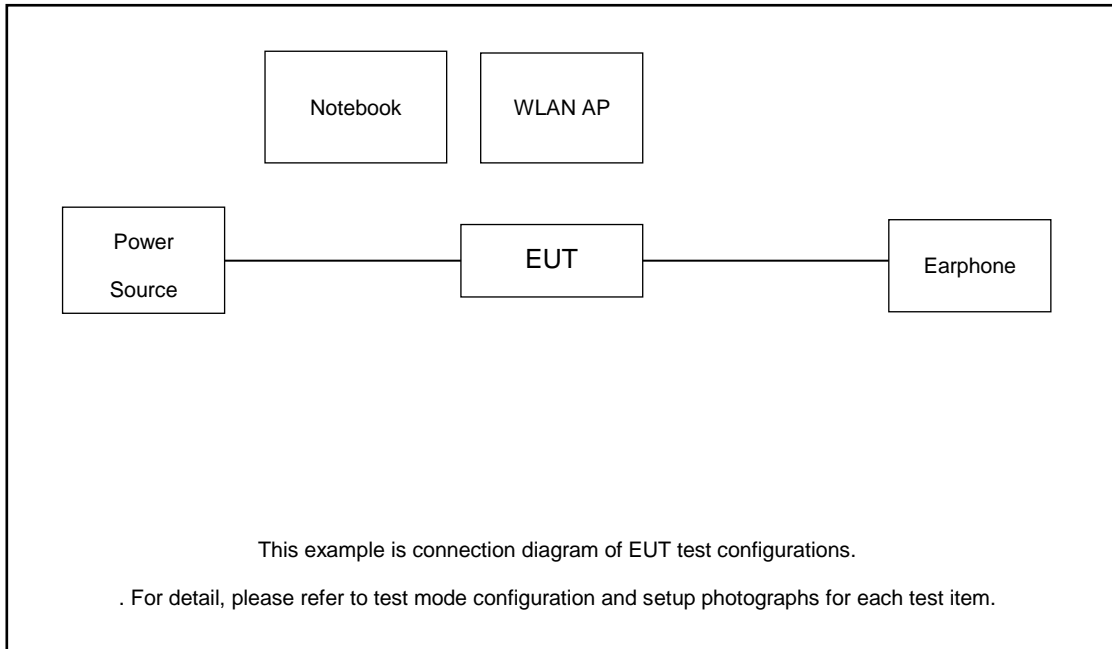 Notebook
WLAN AP
Power
Source
EUT
Earphone
This example is connection diagram of EUT test configurations.
. For detail, please refer to test mode configuration and setup photographs for each test item.